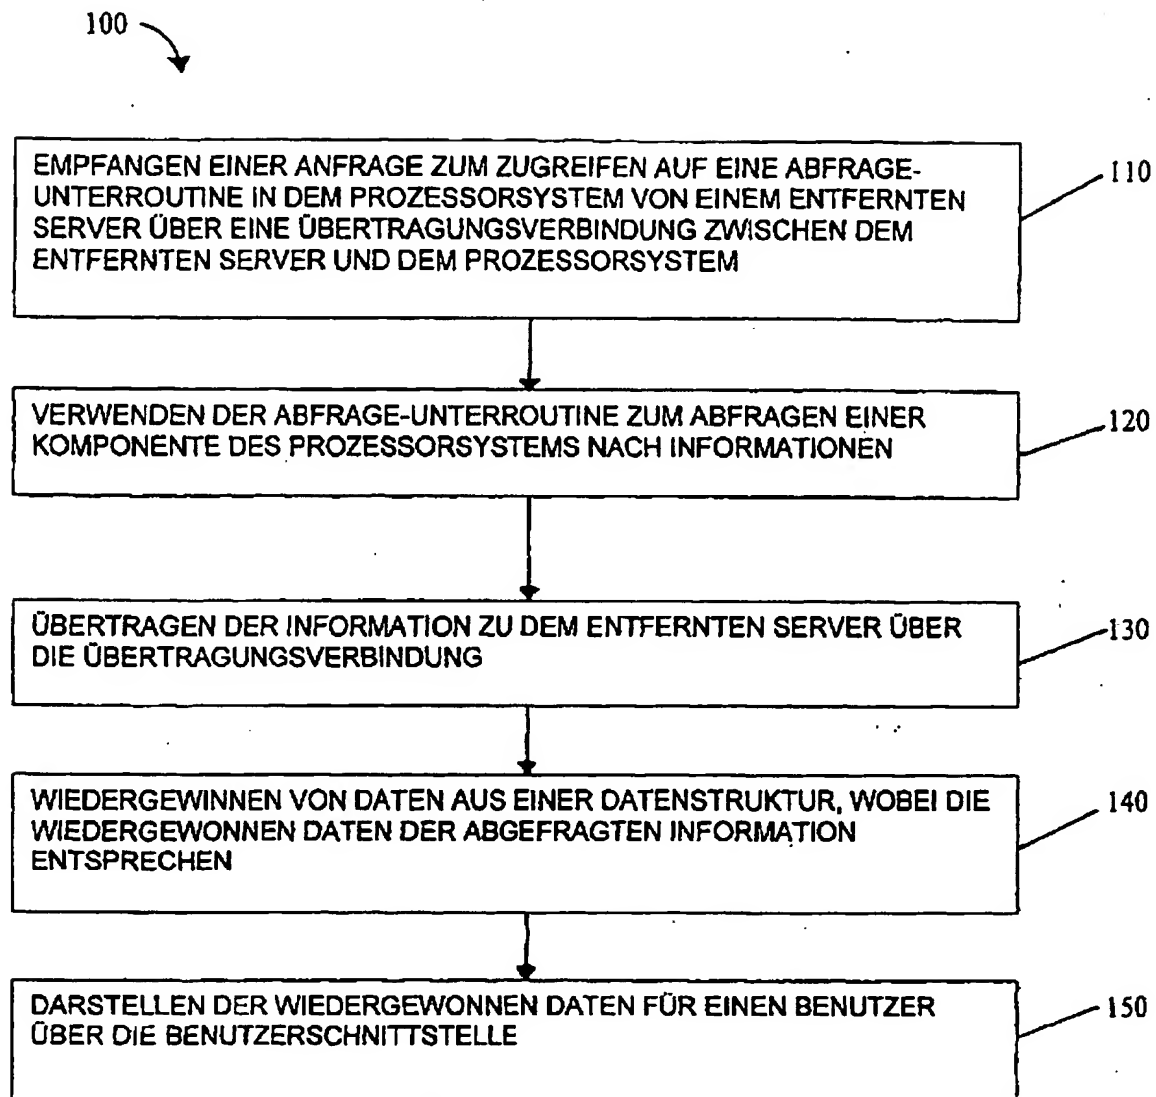 100
EMPFANGEN EINER ANFRAGE ZUM ZUGREIFEN AUF EINE ABFRAGE-
UNTERROUTINE IN DEM PROZESSORSYSTEM VON EINEM ENTFERNTEN
SERVER ÜBER EINE ÜBERTRAGUNGSVERBINDUNG ZWISCHEN DEM
ENTFERNTEN SERVER UND DEM PROZESSORSYSTEM
110
VERWENDEN DER ABFRAGE-UNTERROUTINE ZUM ABFRAGEN EINER
KOMPONENTE DES PROZESSORSYSTEMS NACH INFORMATIONEN
120
ÜBERTRAGEN DER INFORMATION ZU DEM ENTFERNTEN SERVER ÜBER
DIE ÜBERTRAGUNGSVERBINDUNG
130
WIEDERGEWINNEN VON DATEN AUS EINER DATENSTRUKTUR, WOBEI DIE
WIEDERGEWONNEN DATEN DER ABGEFRAGTEN INFORMATION
ENTSPRECHEN
140
DARSTELLEN DER WIEDERGEWONNEN DATEN FÜR EINEN BENUTZER
ÜBER DIE BENUTZERSCHNITTSTELLE
150